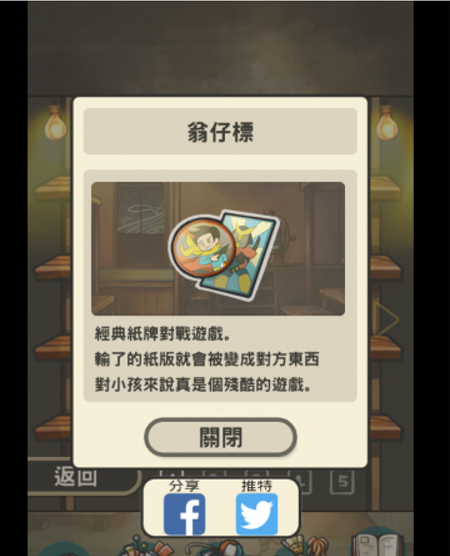 翁仔標
經典紙牌對戰遊戲。
輸了的紙版就會被變成對方東西
對小孩來說真是個殘酷的遊戲。
關閉
返回
5
分享
推特